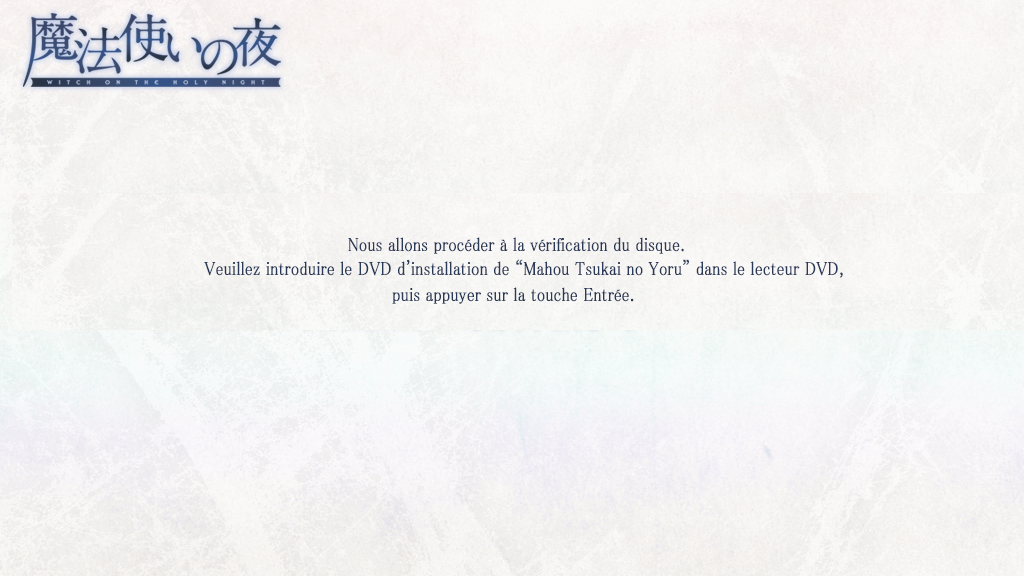 魔法使いの夜
WITCH ON THE HOLY NIGHT
Nous allons procéder à la vérification du disque.
Veuillez introduire le DVD d’installation de “Mahou Tsukai no Yoru” dans le lecteur DVD,
puis appuyer sur la touche Entrée.